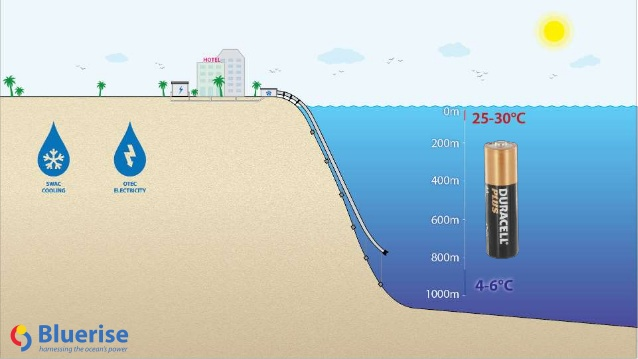 HOTEL
0m
25-30°C
200m
400m
600m
800m
1000m
4-6°C
DURACELL
PLUS
SWAC
COOLING
OTEC
ELECTRICITY
Bluerise
harnessing the ocean's power